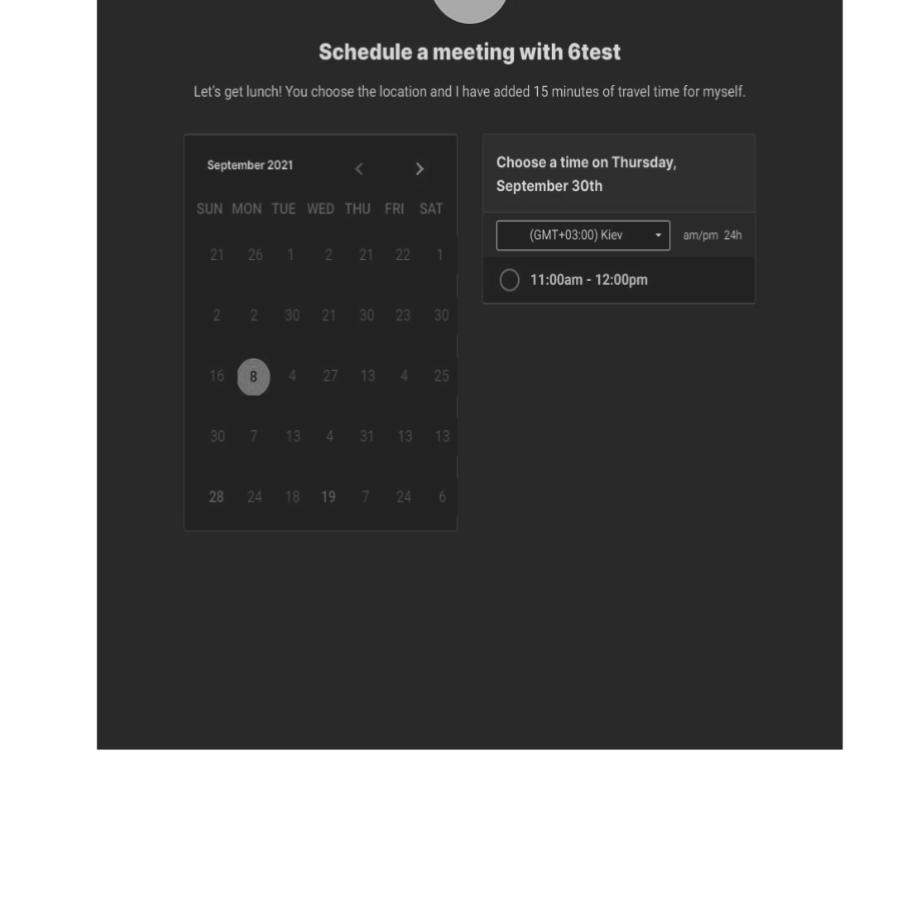 Schedule a meeting with 6test
Let's get lunch! You choose the location and I have added 15 minutes of travel time for myself.
September 2021
SUN MON TUE WED THU FRI SAT
21 26 1 2 21 22 1
2 2 30 21 30 23 30
16 8 4 27 13 4 25
30 7 13 4 31 13 13
28 24 18 19 7 24 6
Choose a time on Thursday,
September 30th
(GMT+03:00) Kiev am/pm 24h
11:00am - 12:00pm